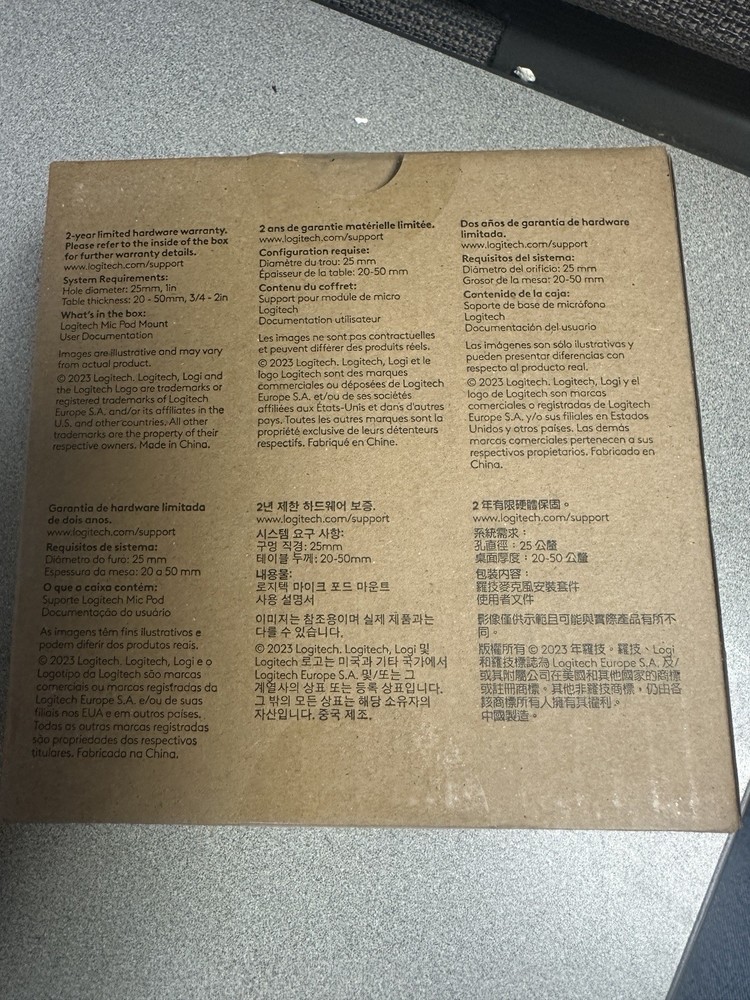 2-year limited hardware warranty.
Please refer to the inside of the box
for further warranty details.
www.logitech.com/support
System Requirements:
Hole diameter: 25mm, 1in
Table thickness: 20 - 50mm, 3/4 - 2in
What's in the box:
Logitech Mic Pod Mount
User Documentation
Images are illustrative and may vary
from actual product.
© 2023 Logitech. Logitech, Logi and
the Logitech Logo are trademarks or
registered trademarks of Logitech
Europe S.A. and/or its affiliates in the
U.S. and other countries. All other
trademarks are the property of their
respective owners. Made in China.
2 ans de garantie matérielle limitée.
www.logitech.com/support
Configuration requise:
Diamètre du trou: 25 mm
Épaisseur de la table: 20-50 mm
Contenu du coffret:
Support pour module de micro
Logitech
Documentation utilisateur
Les images ne sont pas contractuelles
et peuvent différer des produits réels.
© 2023 Logitech. Logitech, Logi et le
logo Logitech sont des marques
commerciales ou déposées de Logitech
Europe S.A. et/ou de ses sociétés
affiliées aux États-Unis et dans d'autres
pays. Toutes les autres marques sont la
propriété exclusive de leurs détenteurs
respectifs. Fabriqué en Chine.
Dos años de garantía de hardware
limitada.
www.logitech.com/support
Requisitos del sistema:
Diámetro del orificio: 25 mm
Grosor de la mesa: 20-50 mm
Contenido de la caja:
Soporte de base de micrófono
Logitech
Documentación del usuario
Las imágenes son sólo ilustrativas y
pueden presentar diferencias con
respecto al producto real.
© 2023 Logitech. Logitech, Logi y el
logo de Logitech son marcas
comerciales o registradas de Logitech
Europe S.A. y/o sus filiales en Estados
Unidos y otros países. Las demás
marcas comerciales pertenecen a sus
respectivos propietarios. Fabricado en
China.
Garantia de hardware limitada
de dois anos.
www.logitech.com/support
Requisitos de sistema:
Diâmetro do furo: 25 mm
Espessura da mesa: 20 a 50 mm
O que a caixa contém:
Suporte Logitech Mic Pod
Documentação do usuário
As imagens têm fins ilustrativos e
podem diferir dos produtos reais.
© 2023 Logitech. Logitech, Logi e o
Logotipo da Logitech são marcas
comerciais ou marcas registradas da
Logitech Europe S.A. e/ou de suas
filiais nos EUA e em outros países.
Todas as outras marcas registradas
são propriedades dos respectivos
titulares. Fabricado na China.
2년 제한 하드웨어 보증.
www.logitech.com/support
시스템 요구 사항:
구멍 직경: 25mm
테이블 두께: 20-50mm
내용물:
로지텍 마이크 포드 마운트
사용 설명서
이미지는 참조용이며 실제 제품과는
다를 수 있습니다.
© 2023 Logitech. Logitech, Logi 및
Logitech 로고는 미국과 기타 국가에서
Logitech Europe S.A. 및/또는 그
계열사의 상표 또는 등록 상표입니다.
그 밖의 모든 상표는 해당 소유자의
자산입니다. 중국 제조.
2 年有限硬體保固。
www.logitech.com/support
系統需求：
孔直徑：25 公釐
桌面厚度：20-50 公釐
包裝內容：
羅技麥克風安裝套件
使用者文件
影像僅供示範且可能與實際產品有所不
同。
版權所有 © 2023 年羅技。羅技、Logi
和羅技標誌為 Logitech Europe S.A. 及/
或其附屬公司在美國和其他國家的商標
或註冊商標。其他非羅技商標，仍由各
該商標所有人擁有其權利。
中國製造。